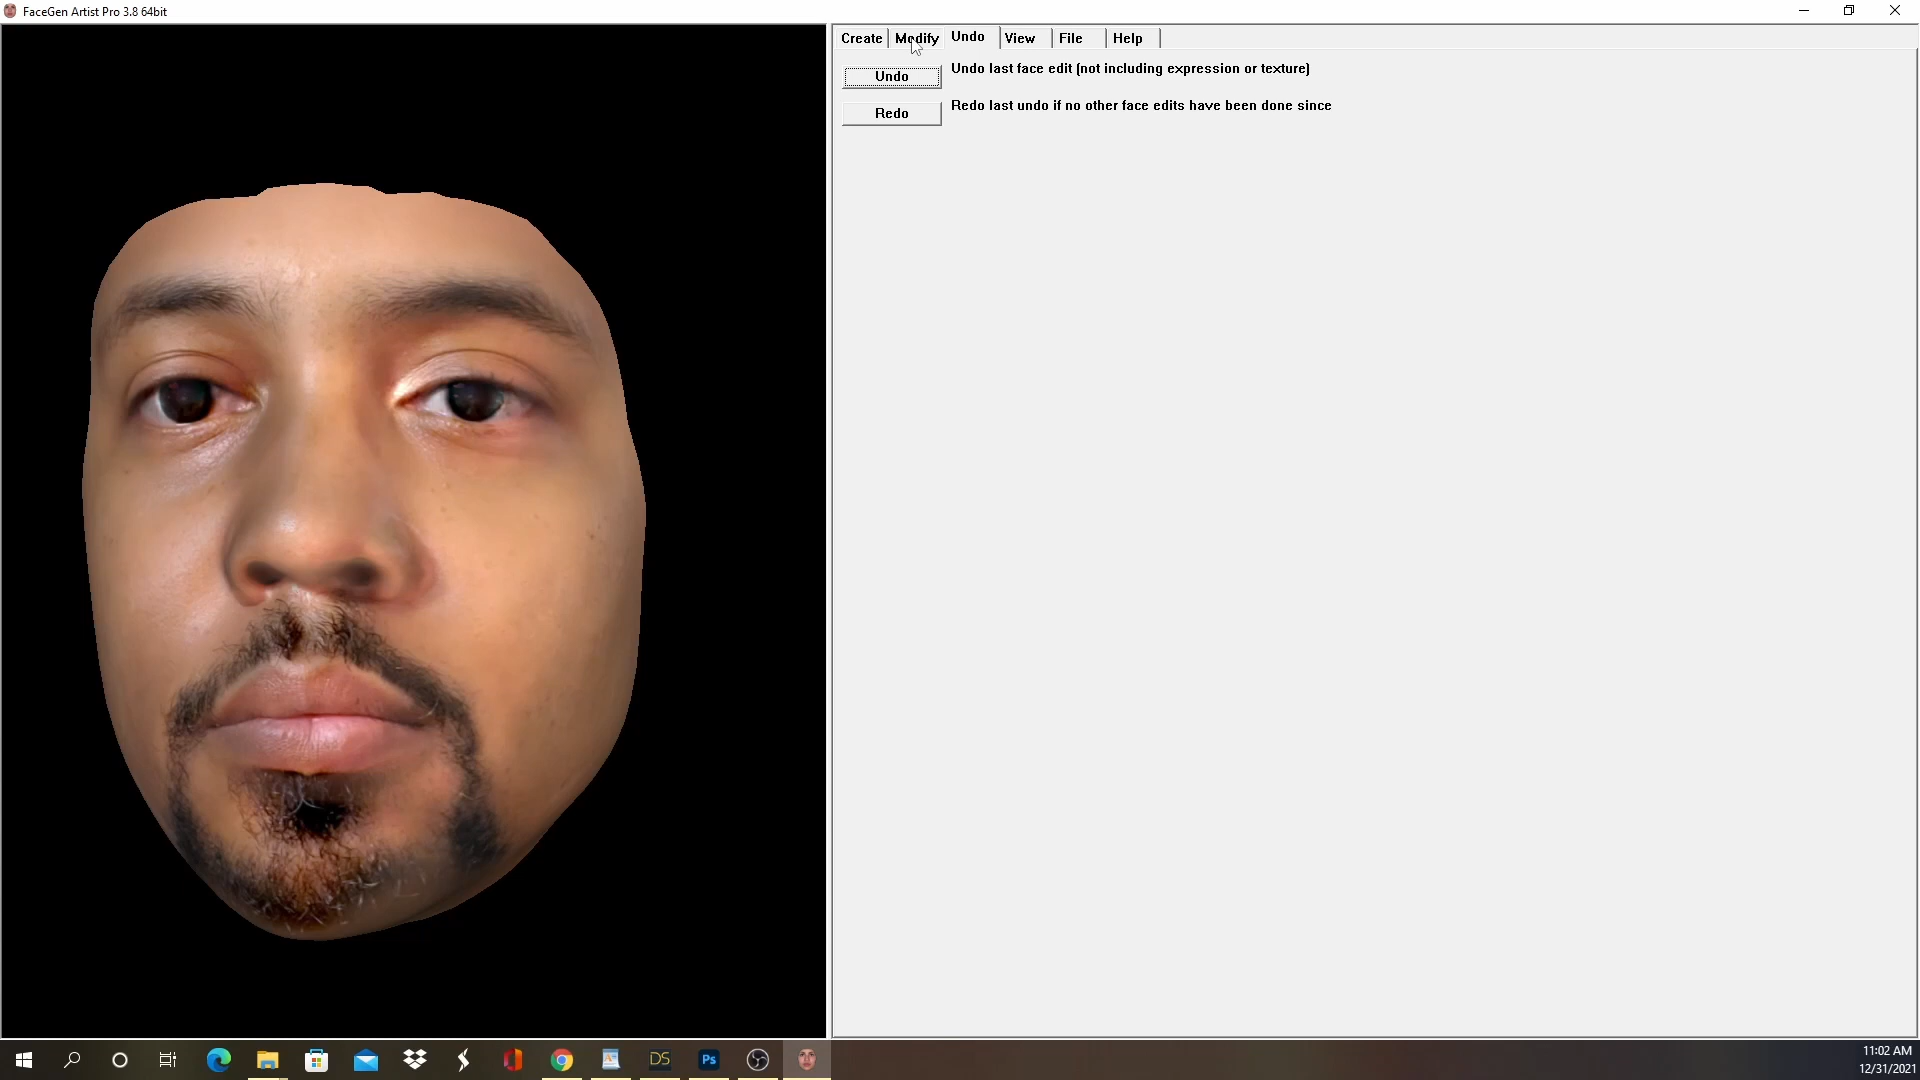 FaceGen Artist Pro 3.8 64bit
Create Modify Undo View File Help
Undo Undo last face edit (not including expression or texture)
Redo Redo last undo if no other face edits have been done since
DS Ps
11:02 AM
12/31/2021